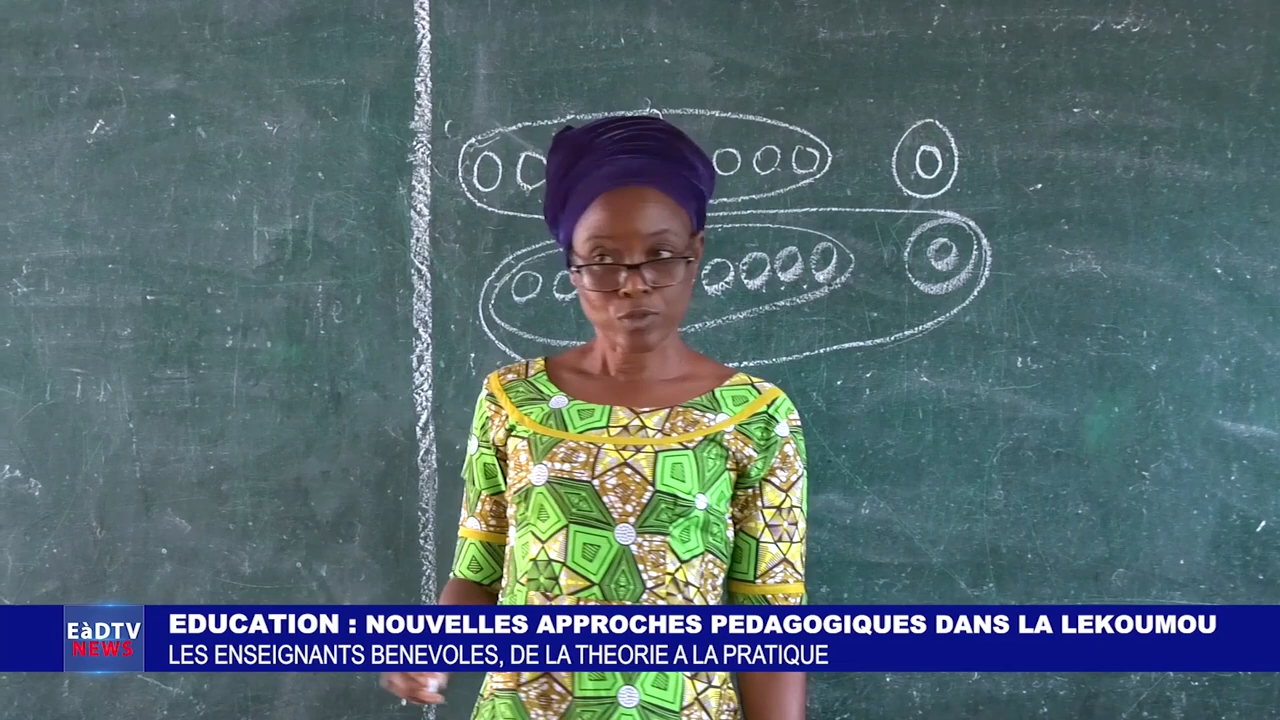 EàDTV
NEWS
EDUCATION : NOUVELLES APPROCHES PEDAGOGIQUES DANS LA LEKOUMOU
LES ENSEIGNANTS BENEVOLES, DE LA THEORIE A LA PRATIQUE